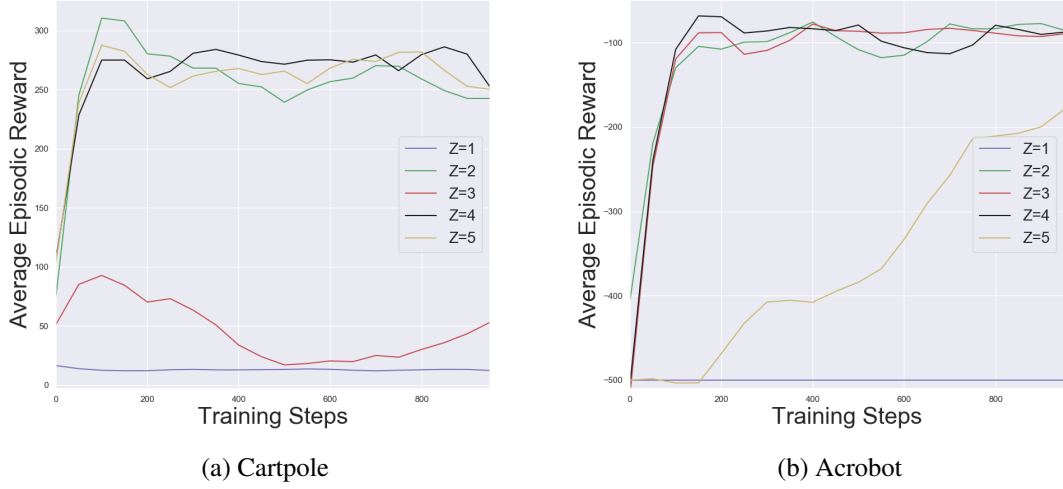 300
250
200
150
100
50
0
0
200
400
600
800
Average Episodic Reward
Training Steps
Z=1
Z=2
Z=3
Z=4
Z=5
(a) Cartpole
−100
−200
−300
−400
−500
0
200
400
600
800
Average Episodic Reward
Training Steps
Z=1
Z=2
Z=3
Z=4
Z=5
(b) Acrobot